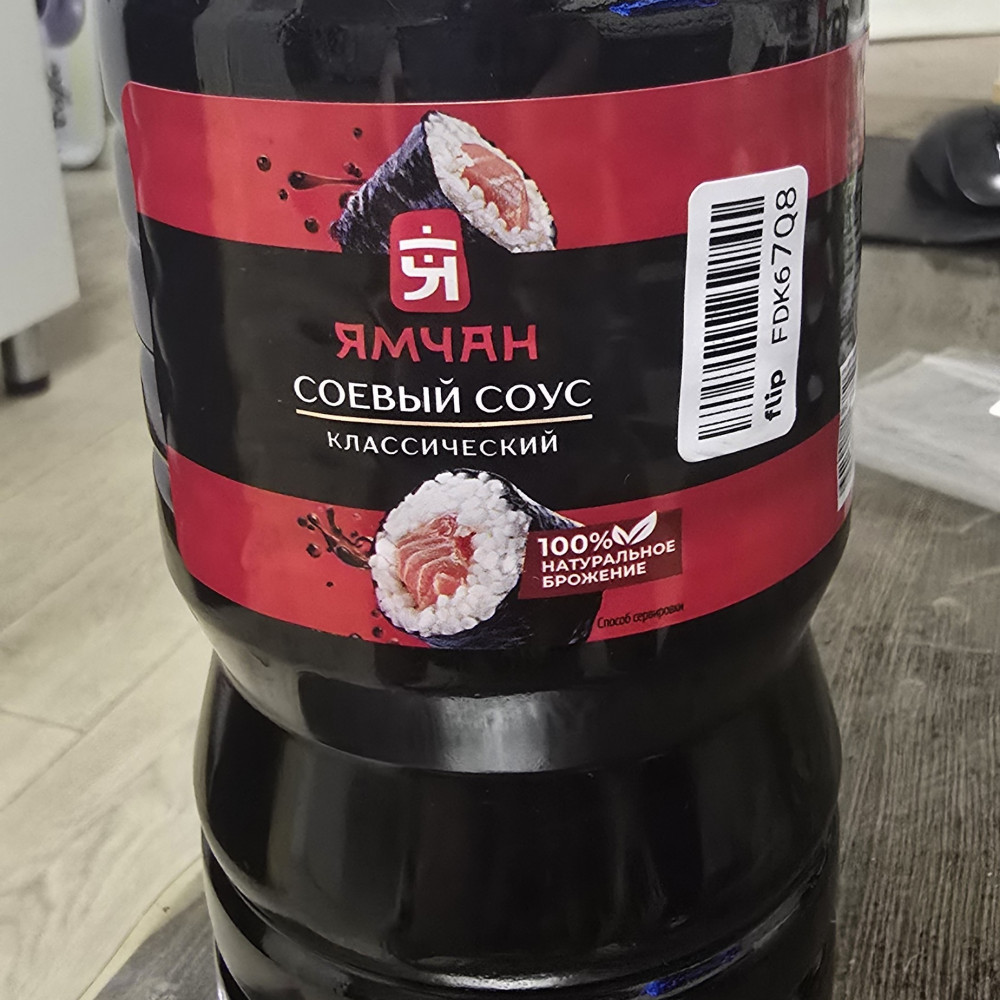 ЯМЧАН
СОЕВЫЙ СОУС
КЛАССИЧЕСКИЙ
100%
НАТУРАЛЬНОЕ
БРОЖЕНИЕ
Способ сервировки
flip FDK67Q8